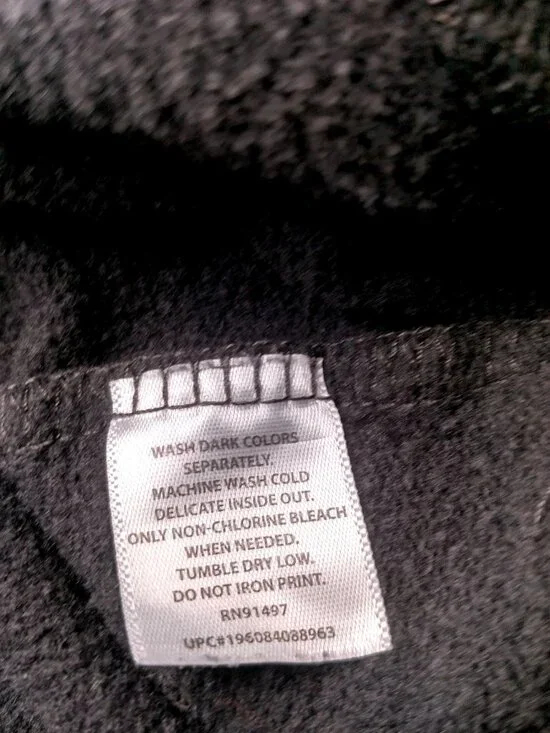 WASH DARK COLORS
SEPARATELY.
MACHINE WASH COLD
DELICATE INSIDE OUT.
ONLY NON-CHLORINE BLEACH
WHEN NEEDED.
TUMBLE DRY LOW.
DO NOT IRON PRINT.
RN91497
UPC#196084088963